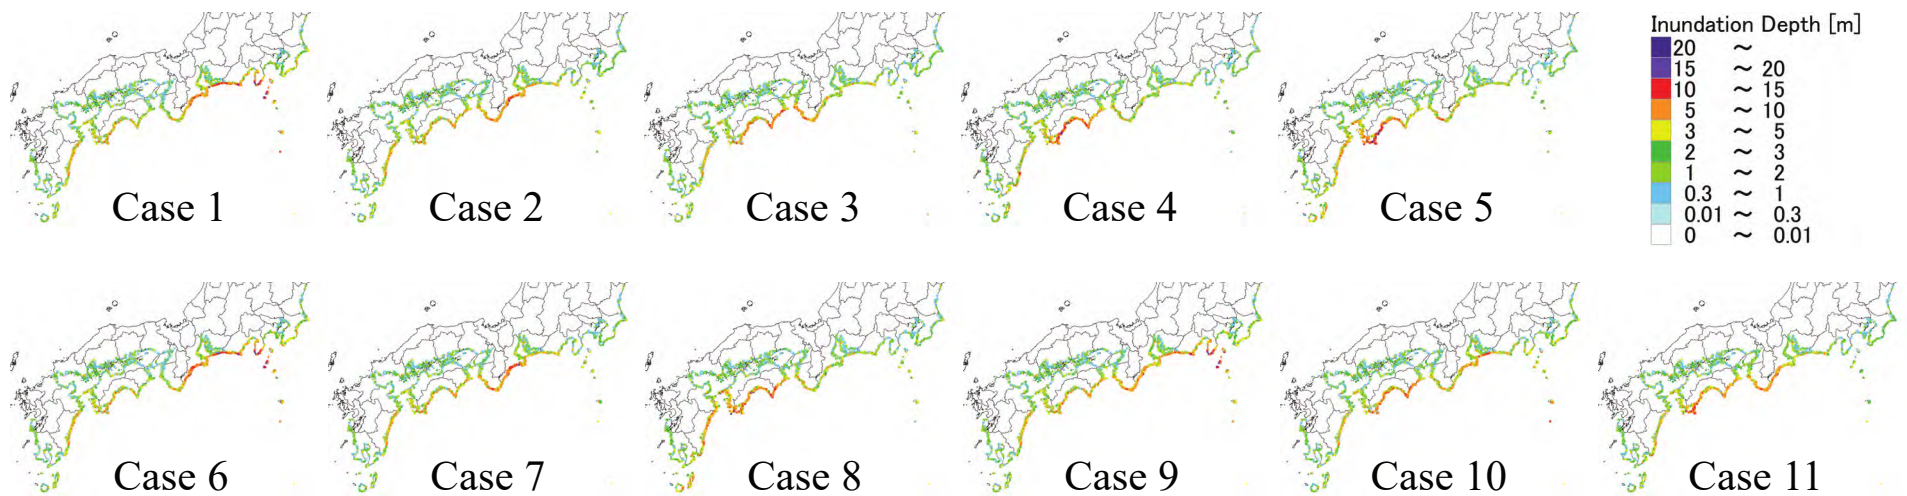 Case 1
Case 2
Case 3
Case 4
Case 5
Inundation Depth [m]
20 ~
15 ~ 20
10 ~ 15
5 ~ 10
3 ~ 5
2 ~ 3
1 ~ 2
0.3 ~ 1
0.01 ~ 0.3
0 ~ 0.01
Case 6
Case 7
Case 8
Case 9
Case 10
Case 11